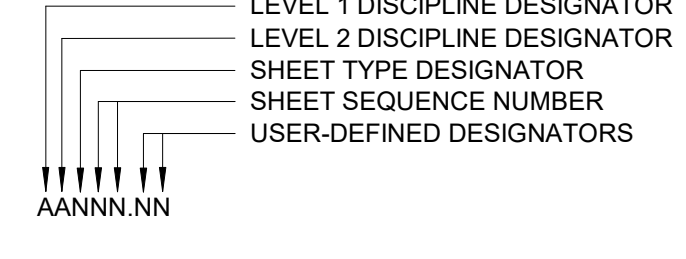 LEVEL 1 DISCIPLINE DESIGNATOR
LEVEL 2 DISCIPLINE DESIGNATOR
SHEET TYPE DESIGNATOR
SHEET SEQUENCE NUMBER
USER-DEFINED DESIGNATORS
AANNN.NN